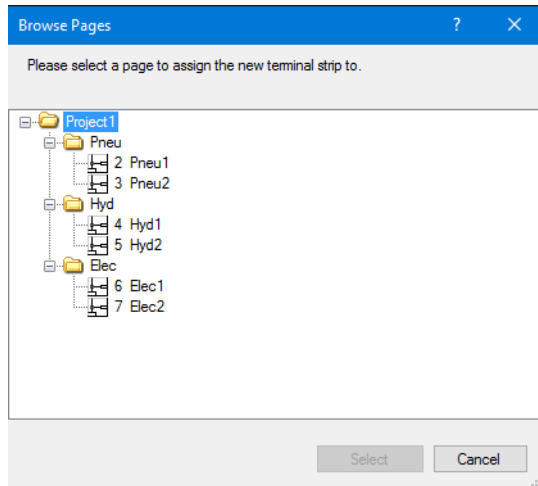 Browse Pages ? ×
Please select a page to assign the new terminal strip to.
Project1
Pneu
2 Pneu1
3 Pneu2
Hyd
4 Hyd1
5 Hyd2
Elec
6 Elec1
7 Elec2
Select Cancel